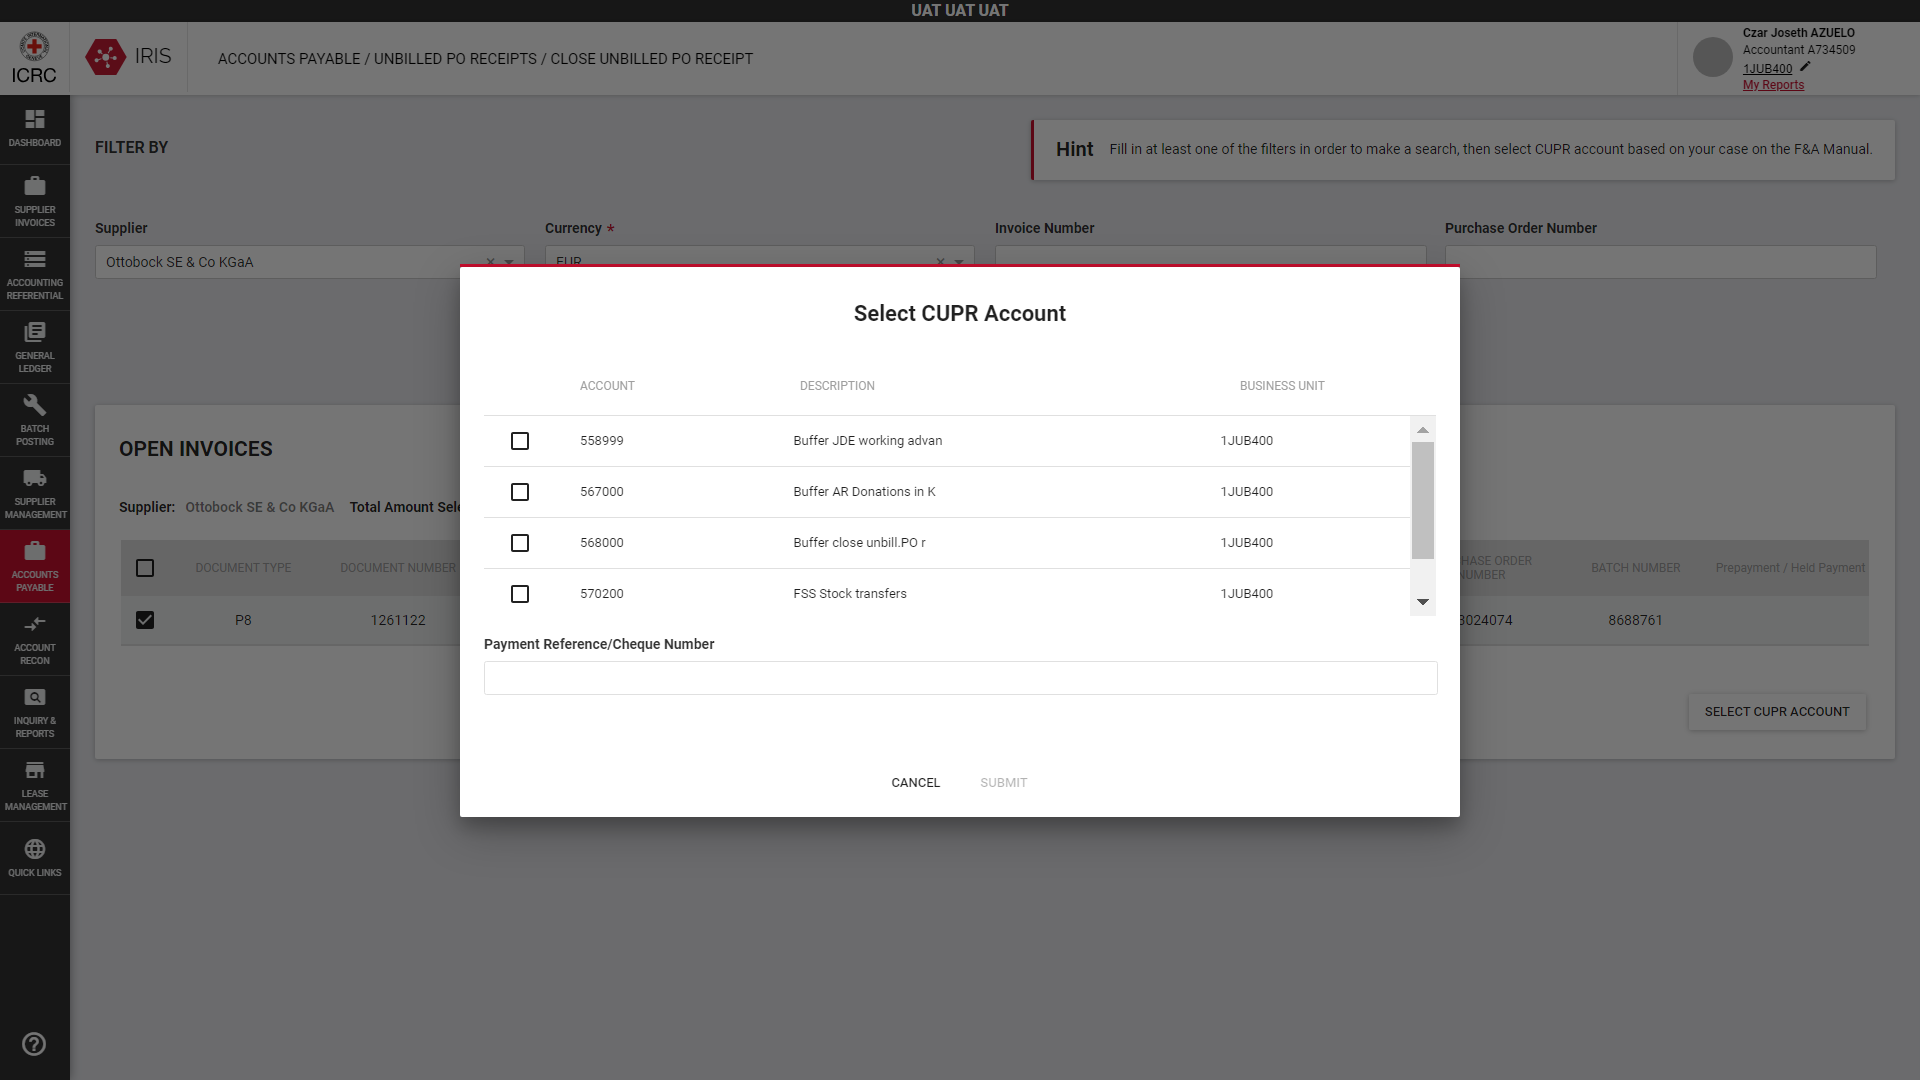 UAT UAT UAT
ICRC
IRIS
ACCOUNTS PAYABLE / UNBILLED PO RECEIPTS / CLOSE UNBILLED PO RECEIPT
Czar Joseth AZUELO
Accountant A734509
1JUB400
My Reports
DASHBOARD
SUPPLIER
INVOICES
ACCOUNTING
REFERENTIAL
GENERAL
LEDGER
BATCH
POSTING
SUPPLIER
MANAGEMENT
ACCOUNTS
PAYABLE
ACCOUNT
RECON
INQUIRY &
REPORTS
LEASE
MANAGEMENT
QUICK LINKS
FILTER BY
Hint Fill in at least one of the filters in order to make a search, then select CUPR account based on your case on the F&A Manual.
Supplier
Currency *
Invoice Number
Purchase Order Number
Ottobock SE & Co KGaA
EUR
OPEN INVOICES
Supplier: Ottobock SE & Co KGaA Total Amount Sele
DOCUMENT TYPE
DOCUMENT NUMBER
HASE ORDER
NUMBER
BATCH NUMBER
Prepayment / Held Payment
P8
1261122
3024074
8688761
SELECT CUPR ACCOUNT
Select CUPR Account
ACCOUNT DESCRIPTION BUSINESS UNIT
558999 Buffer JDE working advan 1JUB400
567000 Buffer AR Donations in K 1JUB400
568000 Buffer close unbill.PO r 1JUB400
570200 FSS Stock transfers 1JUB400
Payment Reference/Cheque Number
CANCEL SUBMIT